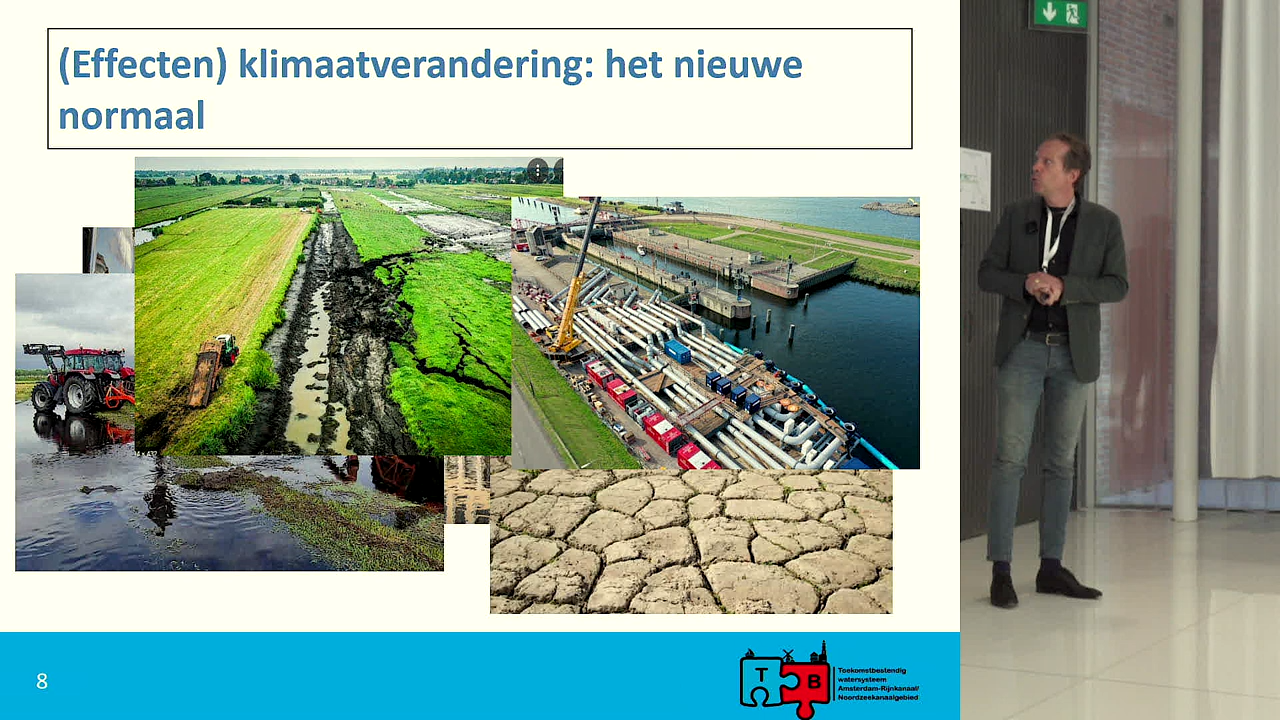 (Effecten) klimaatverandering: het nieuwe
normaal
8
T
B
Toekomstbestendig
watersysteem
Amsterdam-Rijnkanaal/
Noordzeekanaalgebied